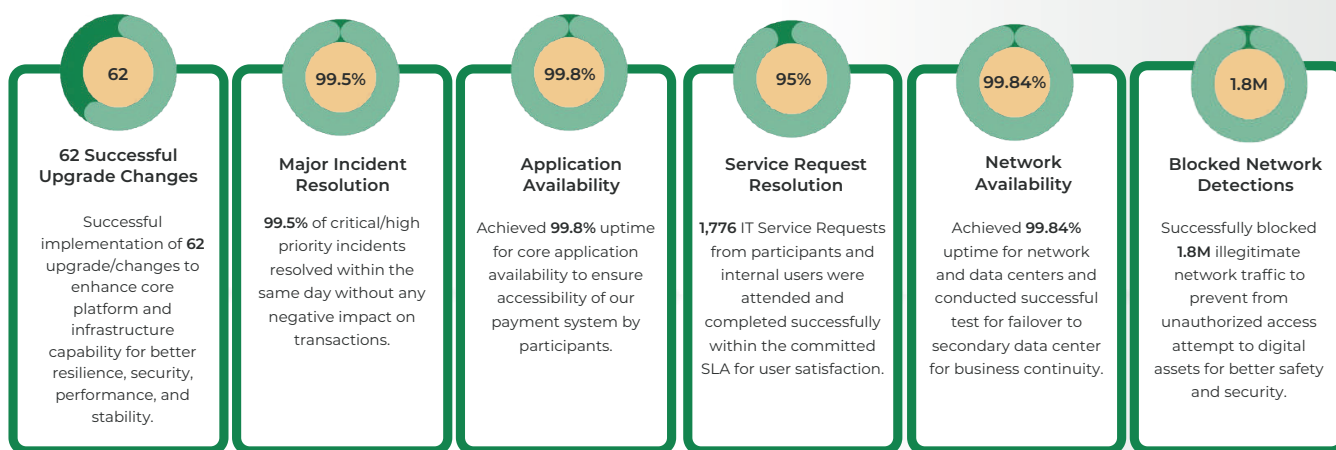 62
62 Successful
Upgrade Changes
Successful
implementation of 62
upgrade/changes to
enhance core
platform and
infrastructure
capability for better
resilience, security,
performance, and
stability.
99.5%
Major Incident
Resolution
99.5% of critical/high
priority incidents
resolved within the
same day without any
negative impact on
transactions.
99.8%
Application
Availability
Achieved 99.8% uptime
for core application
availability to ensure
accessibility of our
payment system by
participants.
95%
Service Request
Resolution
1,776 IT Service Requests
from participants and
internal users were
attended and
completed successfully
within the committed
SLA for user satisfaction.
99.84%
Network
Availability
Achieved 99.84%
uptime for network
and data centers and
conducted successful
test for failover to
secondary data center
for business continuity.
1.8M
Blocked Network
Detections
Successfully blocked
1.8M illegitimate
network traffic to
prevent from
unauthorized access
attempt to digital
assets for better safety
and security.